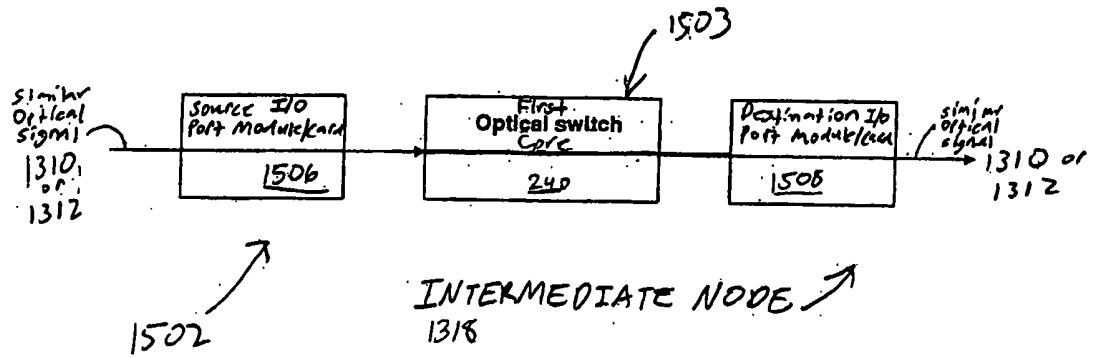 1503
Similar
Optical
signal
1310
or
1312
Source I/O
Port Module/card
1506
First
Optical switch
Core
240
Destination I/o
Port Module/card
1508
similar
optical
signal
1310 or
1312
1502
INTERMEDIATE NODE
1318